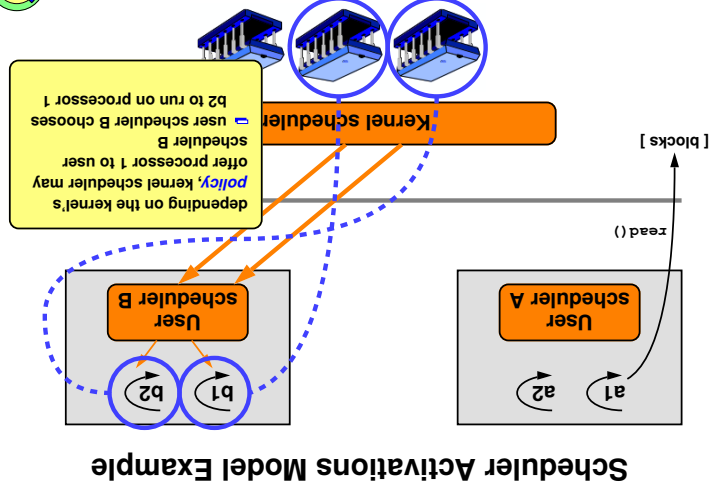 Scheduler Activations Model Example
a1
a2
b1
b2
User
scheduler A
User
scheduler B
read()
[ blocks ]
Kernel scheduler
depending on the kernel's
policy, kernel scheduler may
offer processor 1 to user
scheduler B
user scheduler B chooses
b2 to run on processor 1